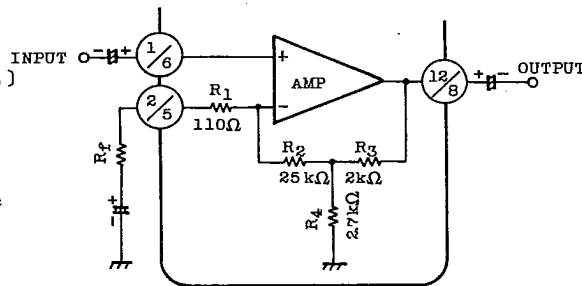 INPUT
- +
1/6
+
AMP
12/8
+ -
OUTPUT
)
2/5
R1
110Ω
-
R2
25kΩ
R3
2kΩ
Rf
+
-
R4
2.7kΩ